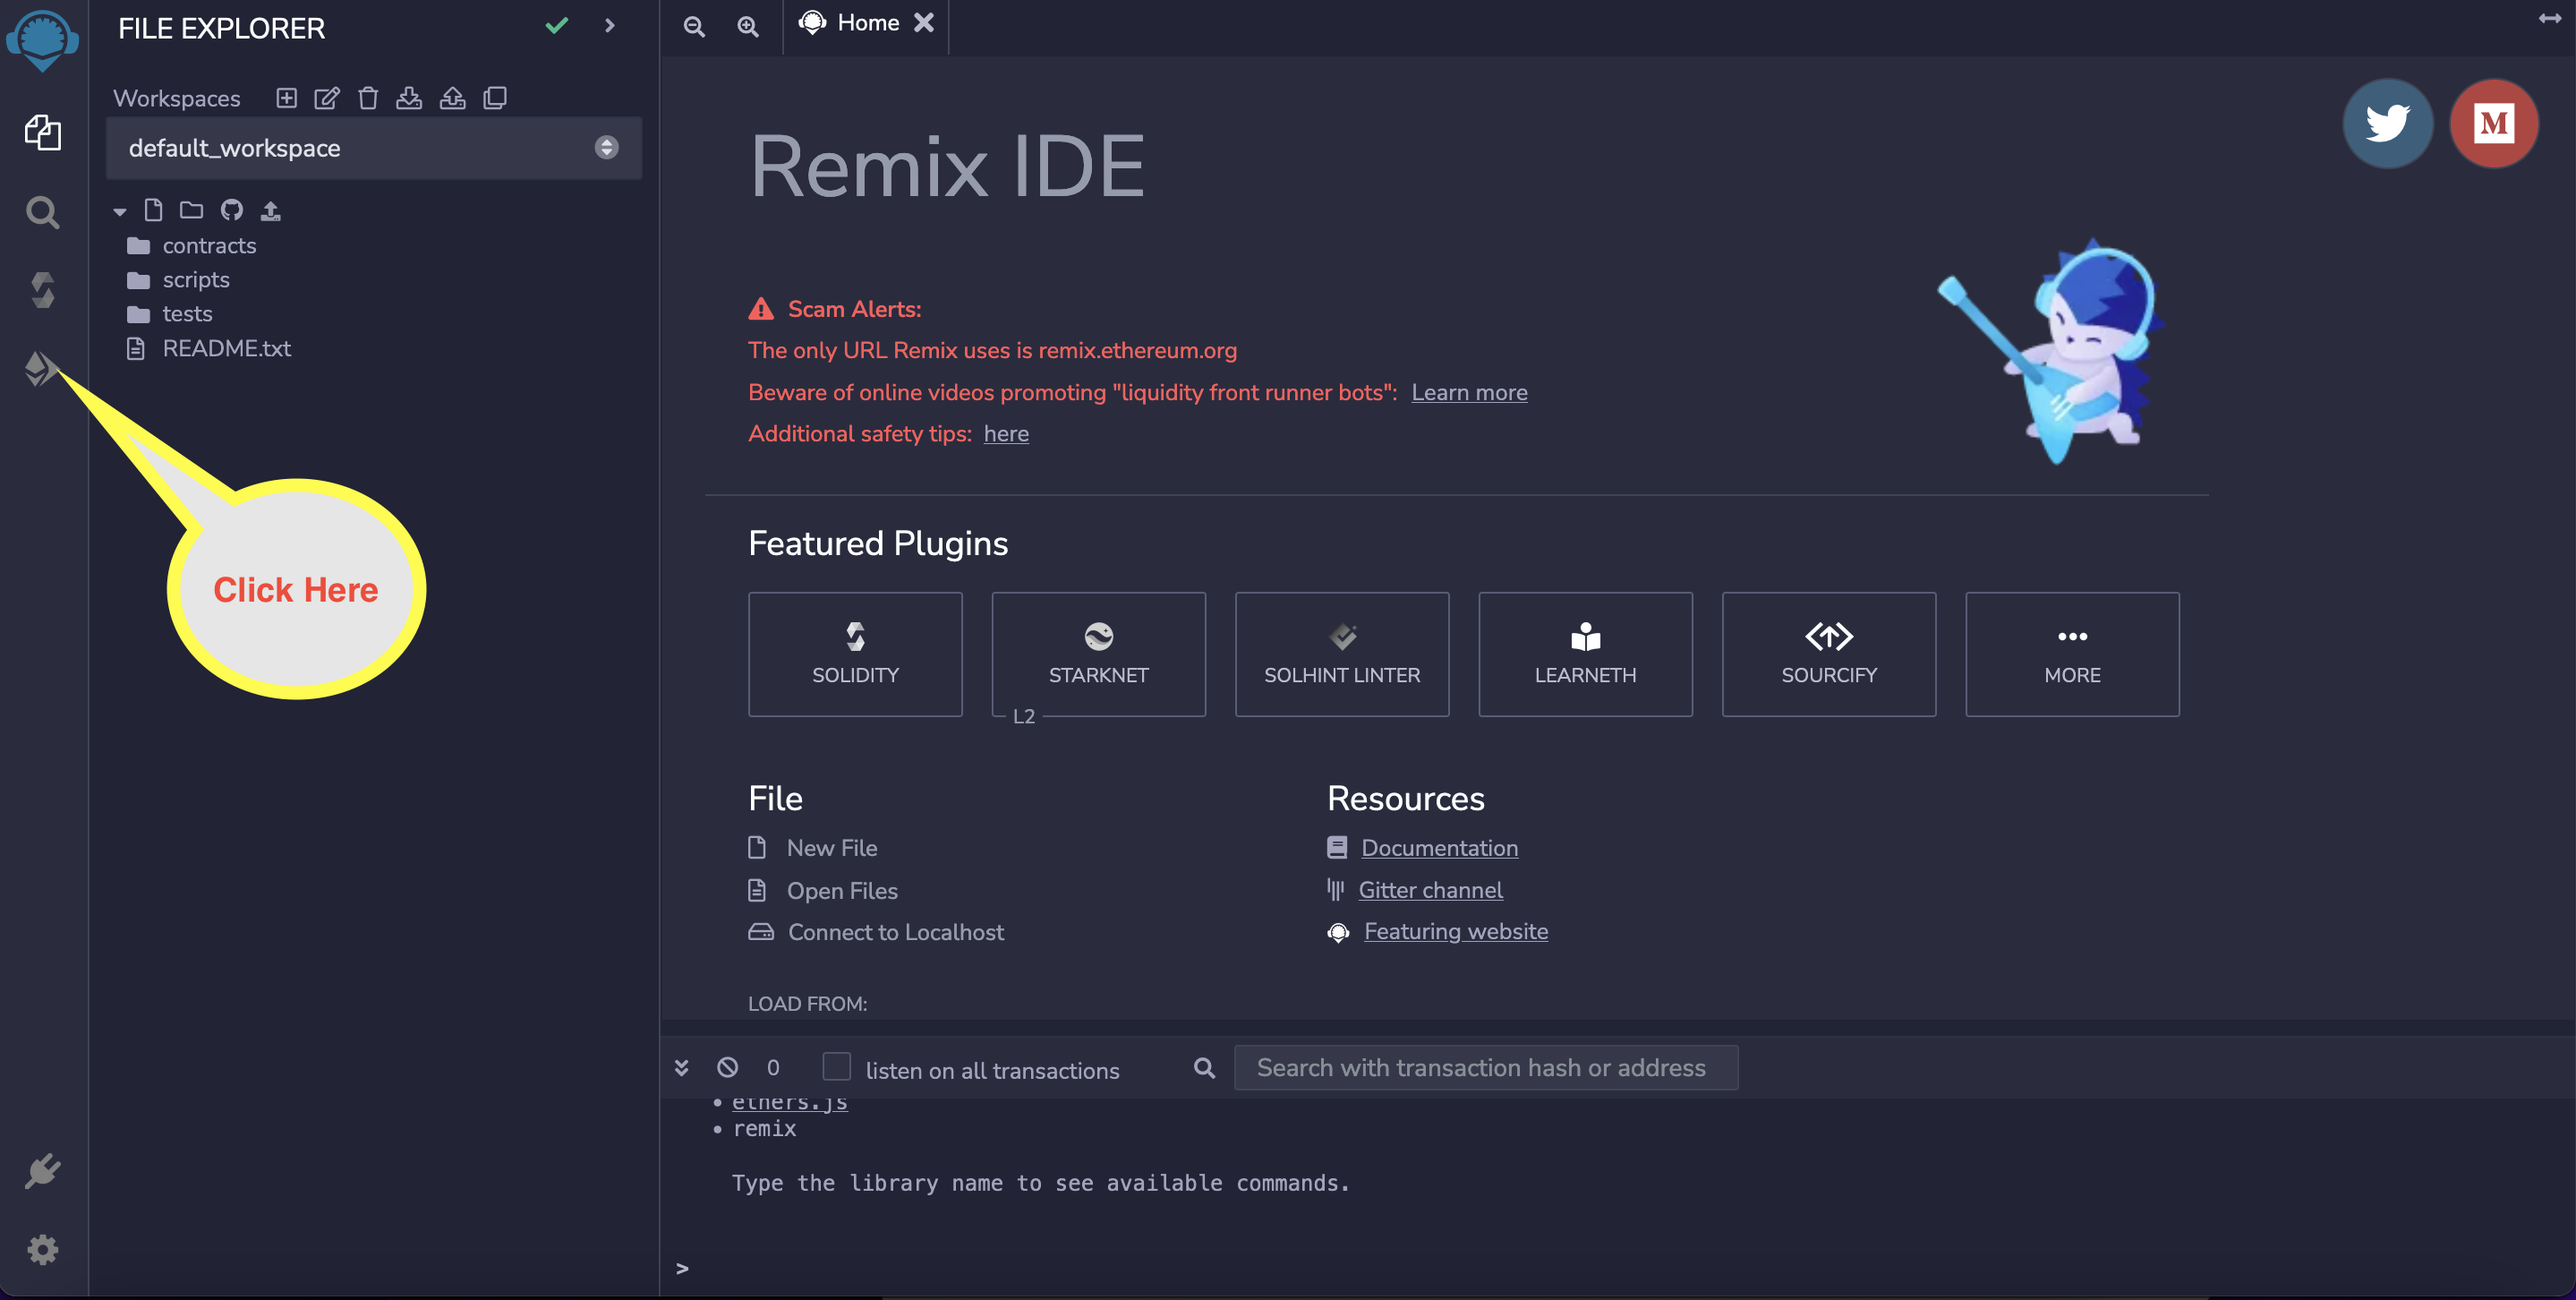 FILE EXPLORER
Home
Workspaces
default_workspace
contracts
scripts
tests
README.txt
Click Here
Remix IDE
M
Scam Alerts:
The only URL Remix uses is remix.ethereum.org
Beware of online videos promoting "liquidity front runner bots": Learn more
Additional safety tips: here
Featured Plugins
SOLIDITY
STARKNET
L2
SOLHINT LINTER
LEARNETH
SOURCIFY
MORE
File
New File
Open Files
Connect to Localhost
LOAD FROM:
Resources
Documentation
Gitter channel
Featuring website
0
listen on all transactions
Search with transaction hash or address
• ethers.js
• remix
Type the library name to see available commands.
>